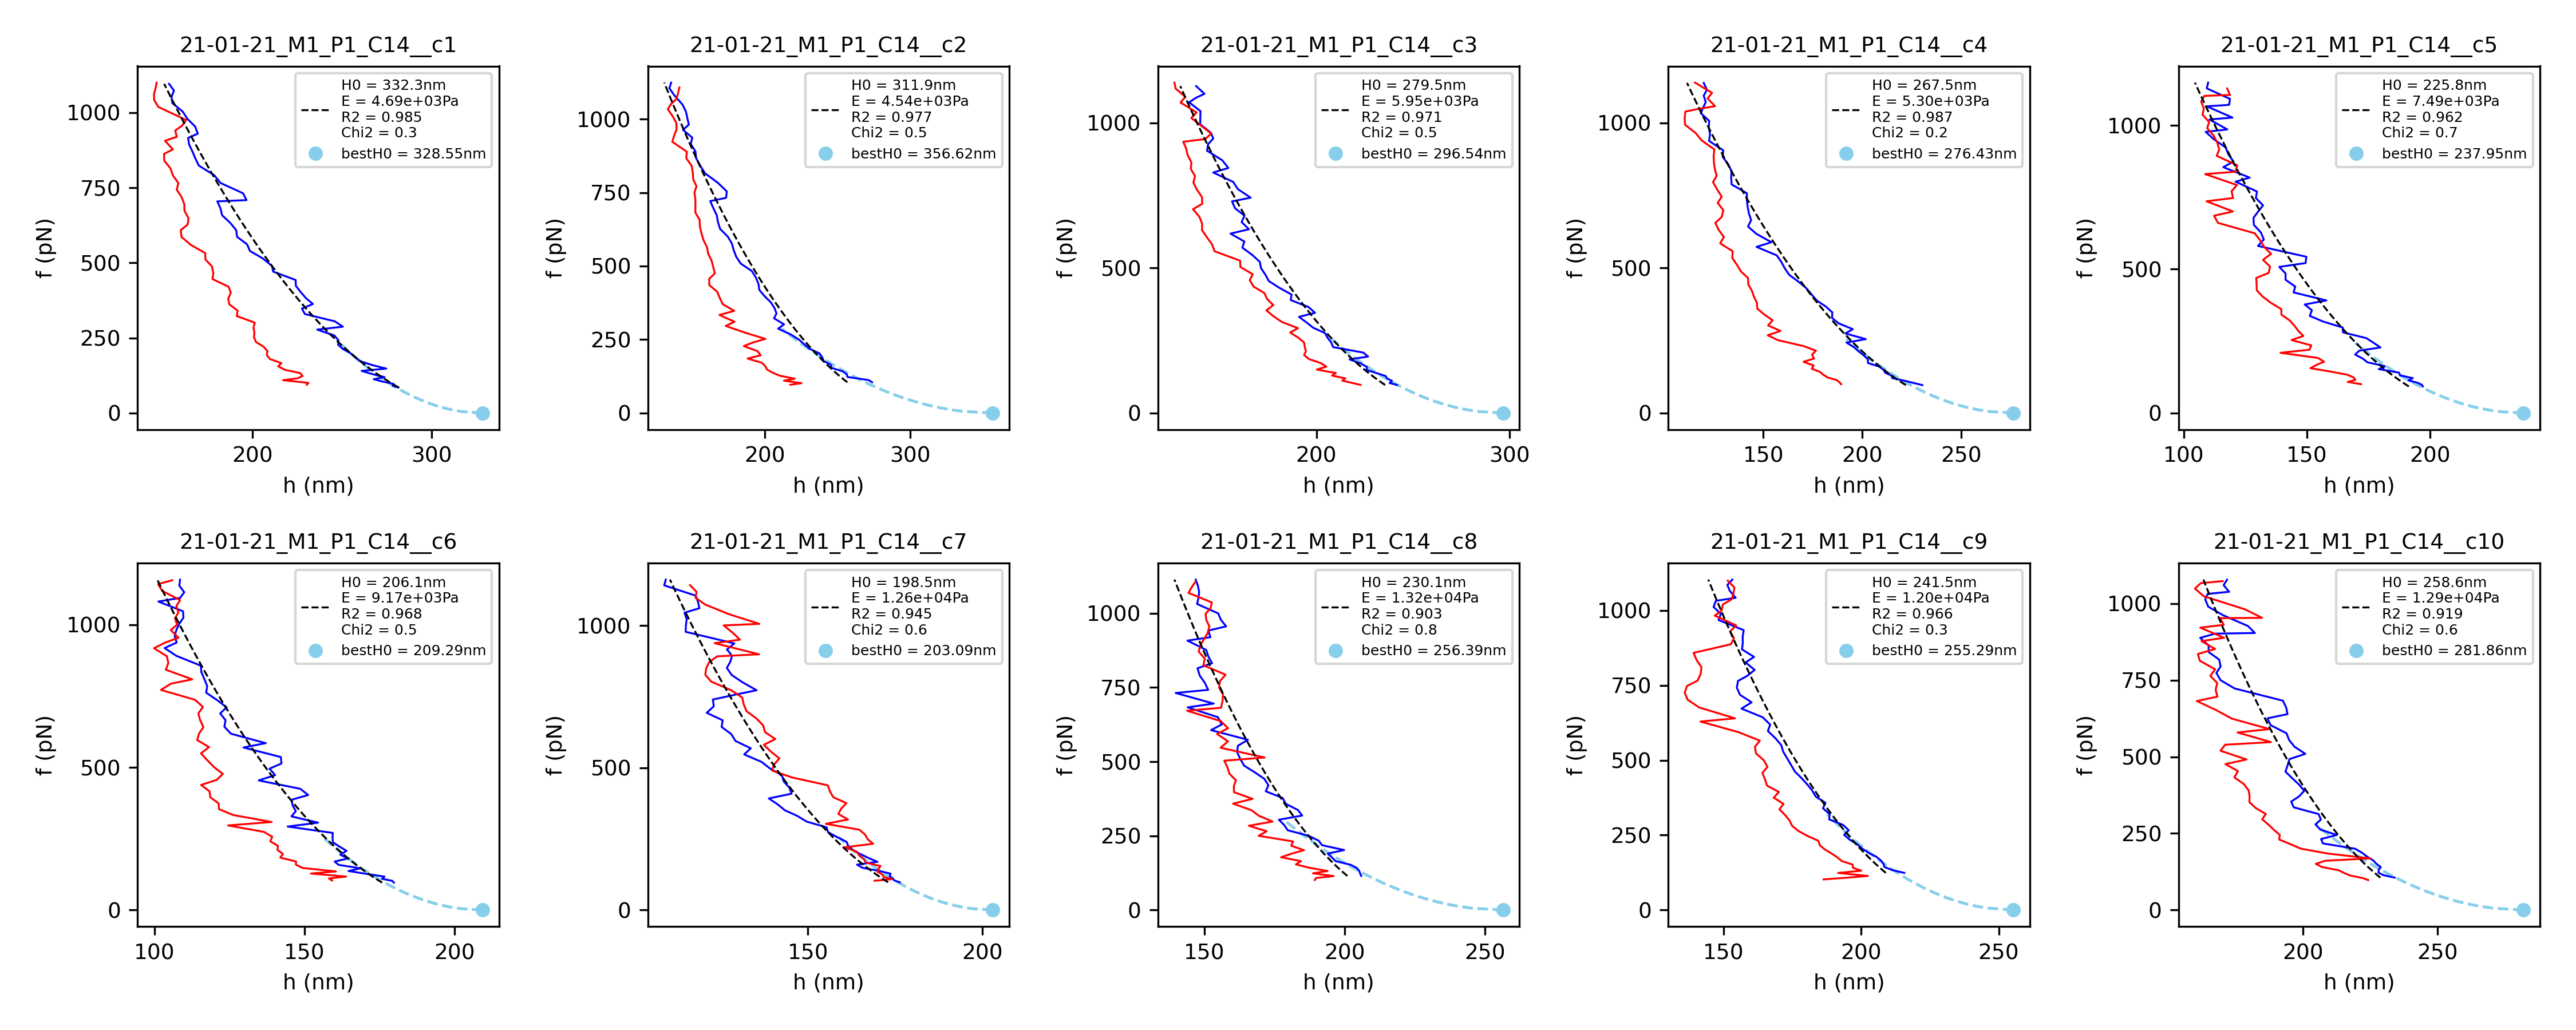 21-01-21_M1_P1_C14__c1
H0 = 332.3nm
E = 4.69e+03Pa
R2 = 0.985
Chi2 = 0.3
bestH0 = 328.55nm
f (pN)
1000
750
500
250
0
200 300
h (nm)
21-01-21_M1_P1_C14__c2
H0 = 311.9nm
E = 4.54e+03Pa
R2 = 0.977
Chi2 = 0.5
bestH0 = 356.62nm
f (pN)
1000
750
500
250
0
200 300
h (nm)
21-01-21_M1_P1_C14__c3
H0 = 279.5nm
E = 5.95e+03Pa
R2 = 0.971
Chi2 = 0.5
bestH0 = 296.54nm
f (pN)
1000
500
0
200 300
h (nm)
21-01-21_M1_P1_C14__c4
H0 = 267.5nm
E = 5.30e+03Pa
R2 = 0.987
Chi2 = 0.2
bestH0 = 276.43nm
f (pN)
1000
500
0
150 200 250
h (nm)
21-01-21_M1_P1_C14__c5
H0 = 225.8nm
E = 7.49e+03Pa
R2 = 0.962
Chi2 = 0.7
bestH0 = 237.95nm
f (pN)
1000
500
0
100 150 200
h (nm)
21-01-21_M1_P1_C14__c6
H0 = 206.1nm
E = 9.17e+03Pa
R2 = 0.968
Chi2 = 0.5
bestH0 = 209.29nm
f (pN)
1000
500
0
100 150 200
h (nm)
21-01-21_M1_P1_C14__c7
H0 = 198.5nm
E = 1.26e+04Pa
R2 = 0.945
Chi2 = 0.6
bestH0 = 203.09nm
f (pN)
1000
500
0
150 200
h (nm)
21-01-21_M1_P1_C14__c8
H0 = 230.1nm
E = 1.32e+04Pa
R2 = 0.903
Chi2 = 0.8
bestH0 = 256.39nm
f (pN)
1000
750
500
250
0
150 200 250
h (nm)
21-01-21_M1_P1_C14__c9
H0 = 241.5nm
E = 1.20e+04Pa
R2 = 0.966
Chi2 = 0.3
bestH0 = 255.29nm
f (pN)
1000
750
500
250
0
150 200 250
h (nm)
21-01-21_M1_P1_C14__c10
H0 = 258.6nm
E = 1.29e+04Pa
R2 = 0.919
Chi2 = 0.6
bestH0 = 281.86nm
f (pN)
1000
750
500
250
0
200 250
h (nm)